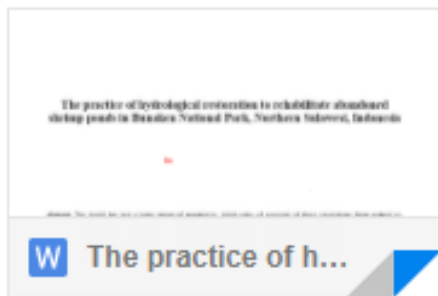 The practice of hydrological restoration to rehabilitate abandoned
shrimp ponds in Bunaken National Park, Northern Sulawesi, Indonesia
W The practice of h...